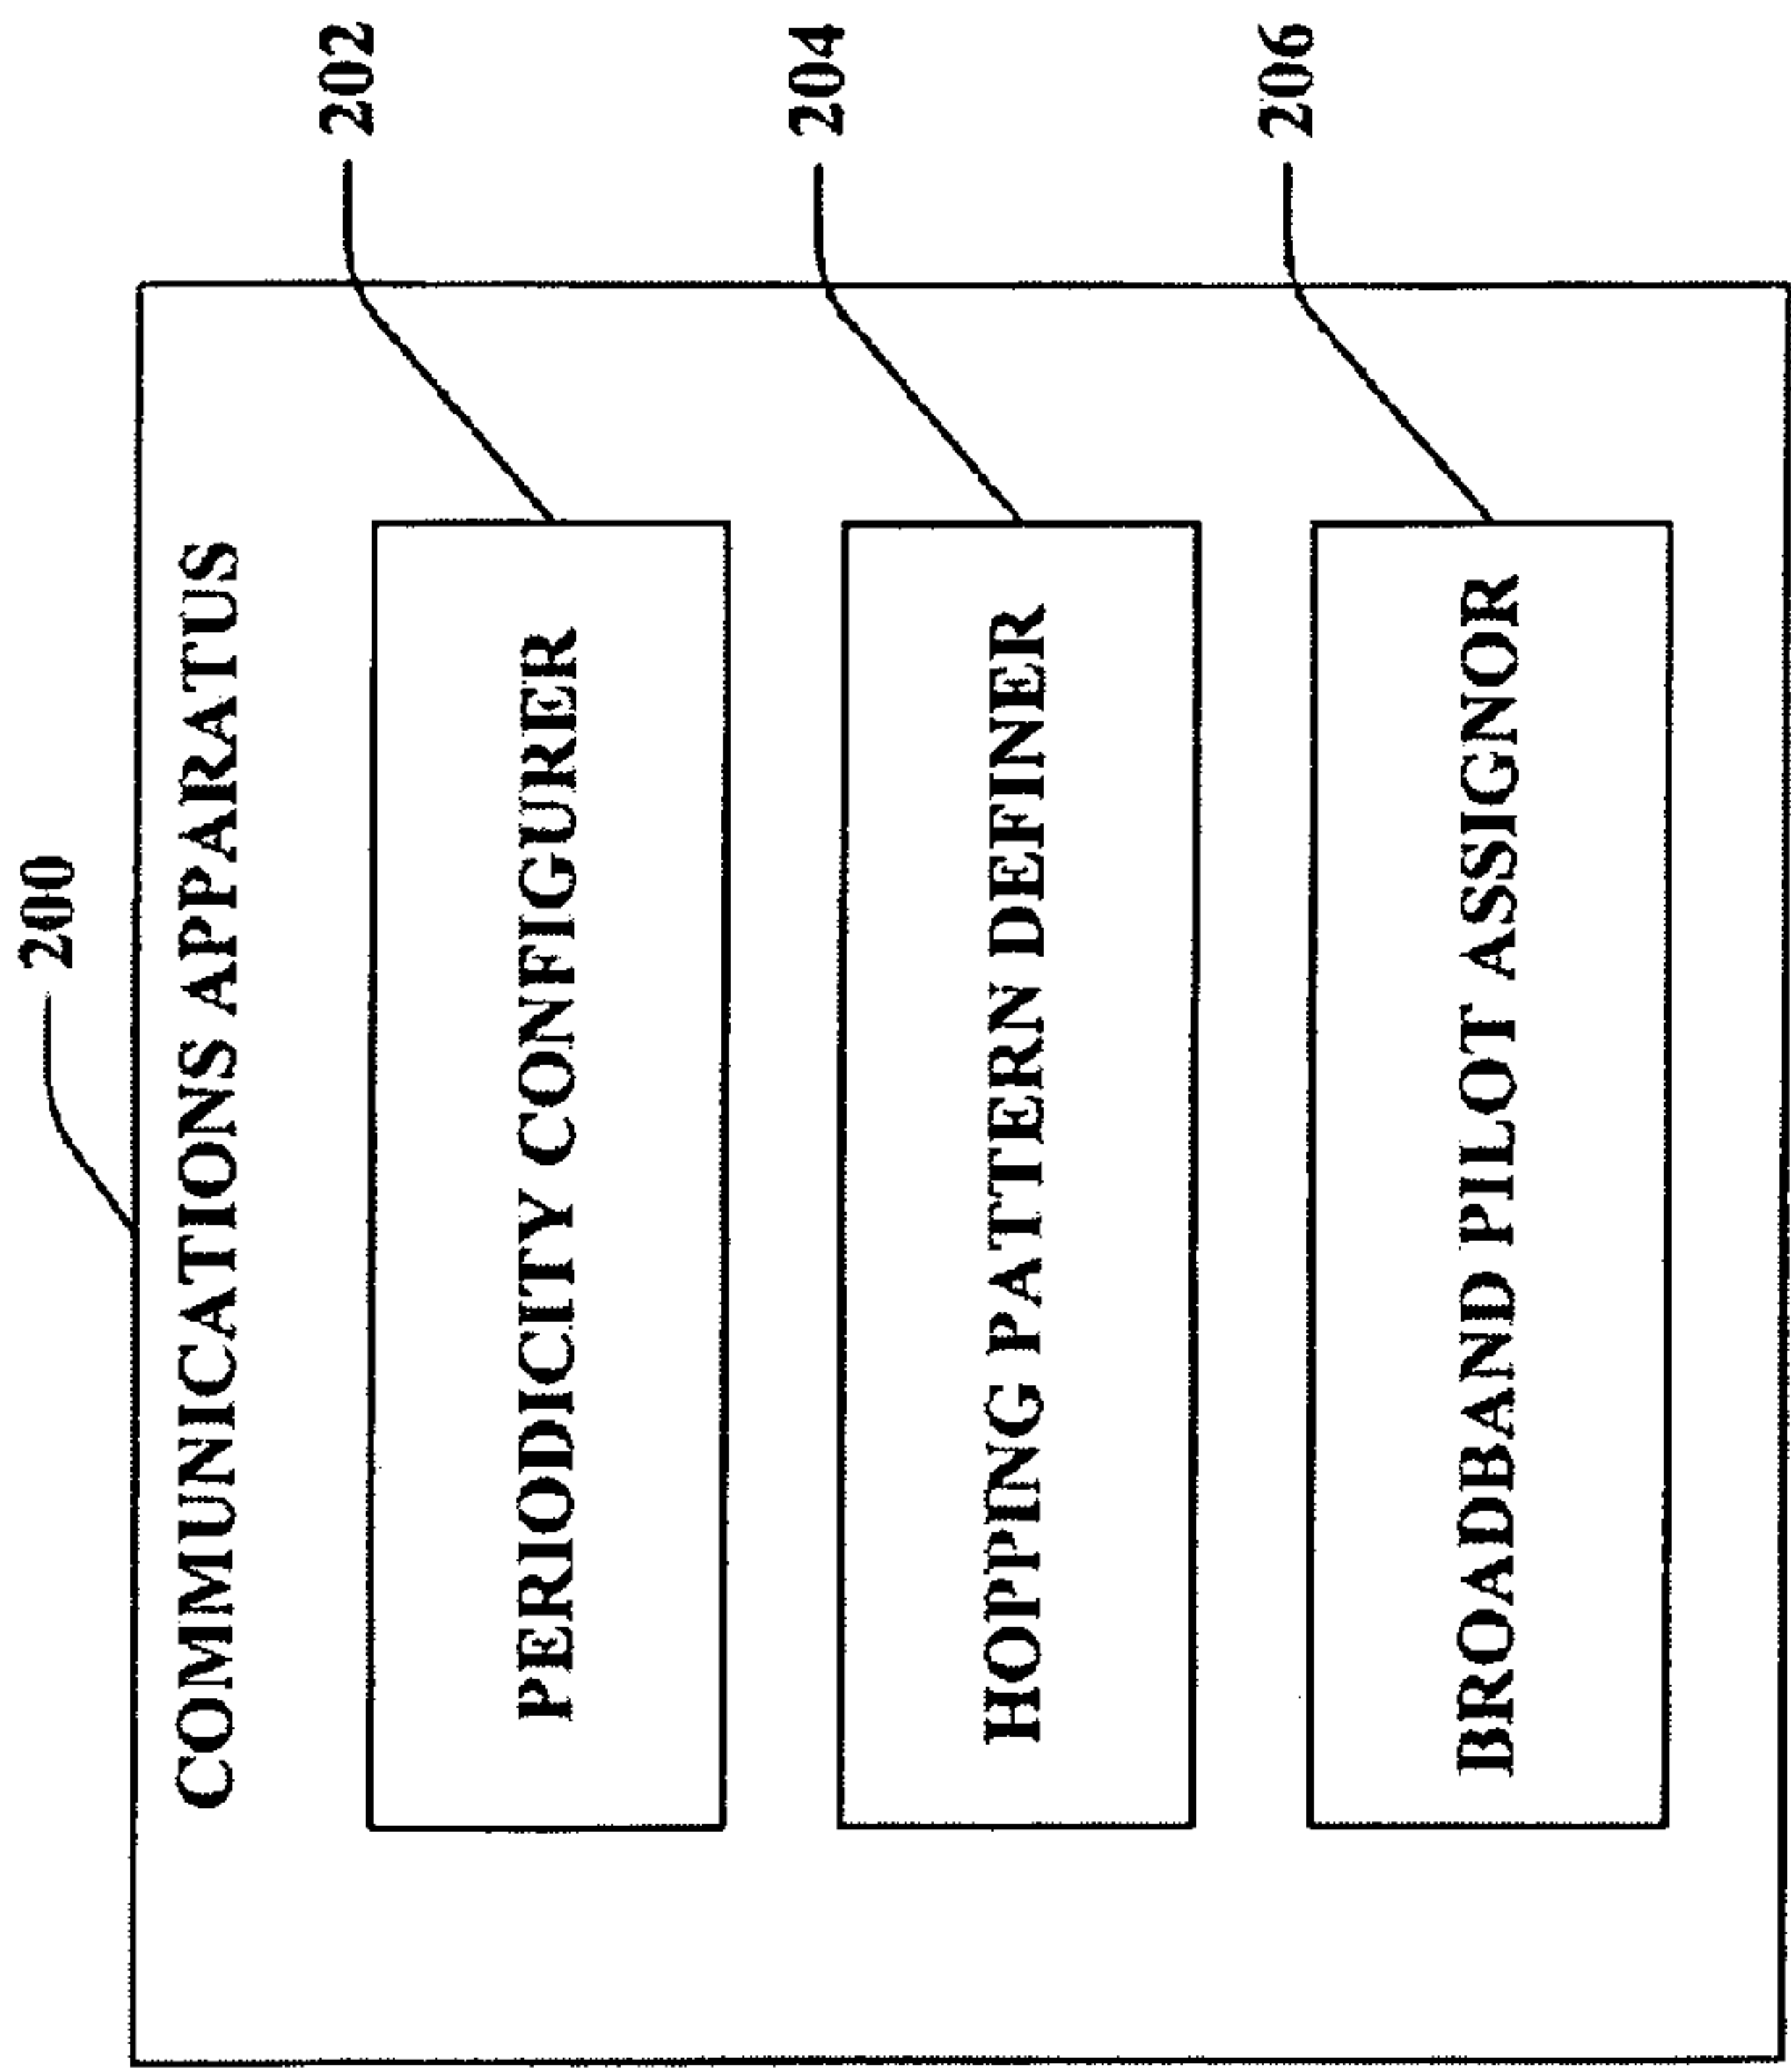 200
COMMUNICATIONS APPARATUS
202
PERIODICITY CONFIGURER
204
HOPPING PATTERN DEFINER
206
BROADBAND PILOT ASSIGNOR